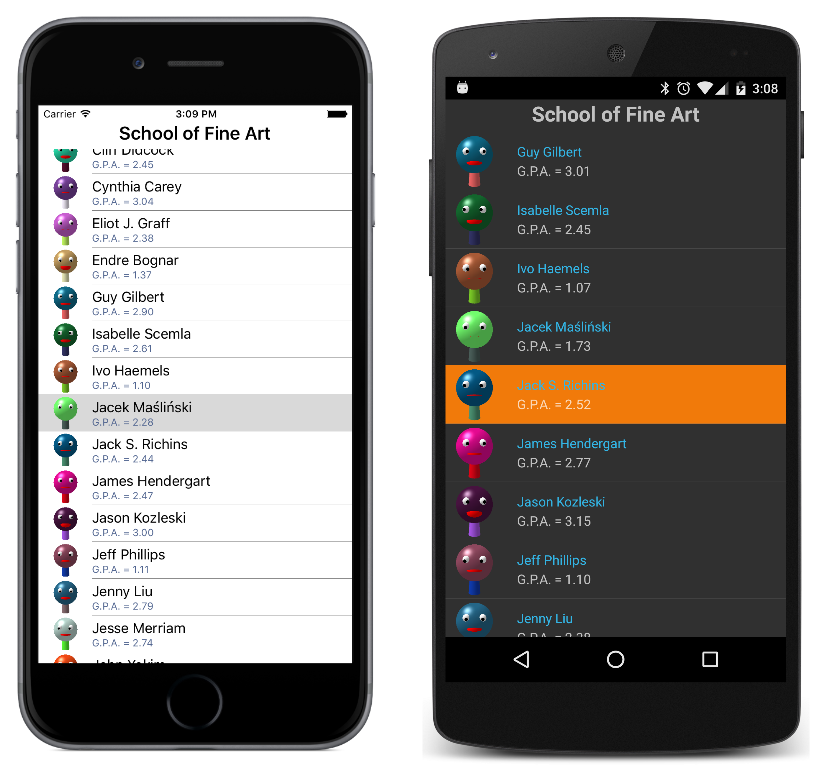 Carrier 3:09 PM
School of Fine Art
Clin Didcock
G.P.A. = 2.45
Cynthia Carey
G.P.A. = 3.04
Eliot J. Graff
G.P.A. = 2.38
Endre Bognar
G.P.A. = 1.37
Guy Gilbert
G.P.A. = 2.90
Isabelle Scemla
G.P.A. = 2.61
Ivo Haemels
G.P.A. = 1.10
Jacek Maśliński
G.P.A. = 2.28
Jack S. Richins
G.P.A. = 2.44
James Hendergart
G.P.A. = 2.47
Jason Kozleski
G.P.A. = 3.00
Jeff Phillips
G.P.A. = 1.11
Jenny Liu
G.P.A. = 2.79
Jesse Merriam
G.P.A. = 2.74
John Yokim
3:08
School of Fine Art
Guy Gilbert
G.P.A. = 3.01
Isabelle Scemla
G.P.A. = 2.45
Ivo Haemels
G.P.A. = 1.07
Jacek Maśliński
G.P.A. = 1.73
Jack S. Richins
G.P.A. = 2.52
James Hendergart
G.P.A. = 2.77
Jason Kozleski
G.P.A. = 3.15
Jeff Phillips
G.P.A. = 1.10
Jenny Liu
G.P.A. =